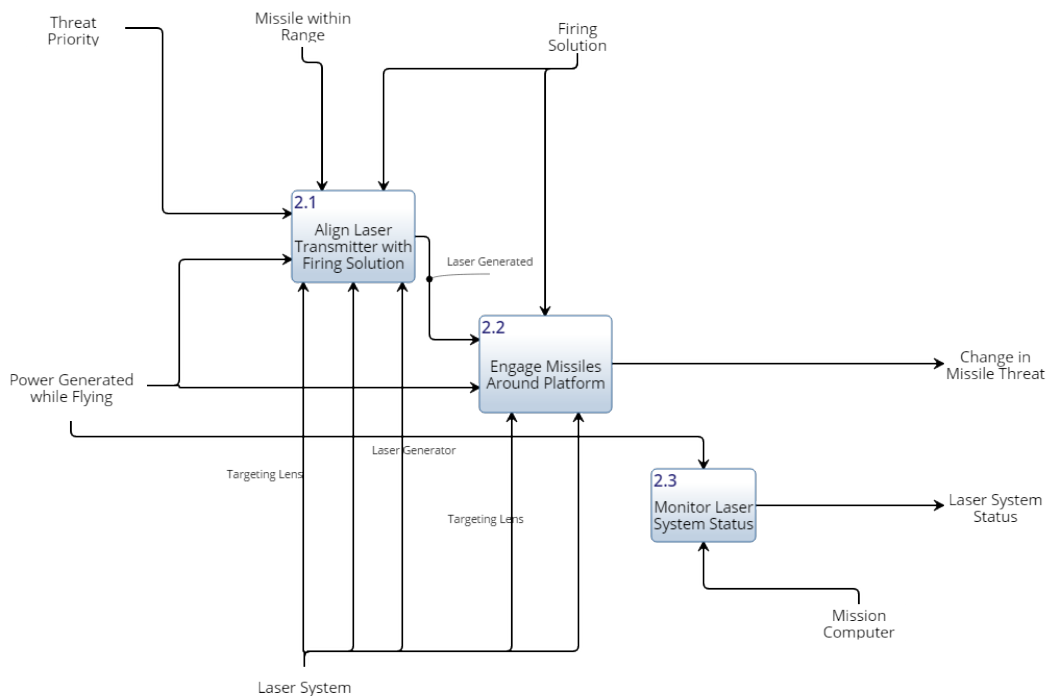 Threat
Priority
Missile within
Range
Firing
Solution
2.1
Align Laser
Transmitter with
Firing Solution
Laser Generated
2.2
Engage Missiles
Around Platform
Change in
Missile Threat
Power Generated
while Flying
Laser Generator
Targeting Lens
2.3
Monitor Laser
System Status
Laser System
Status
Targeting Lens
Mission
Computer
Laser System